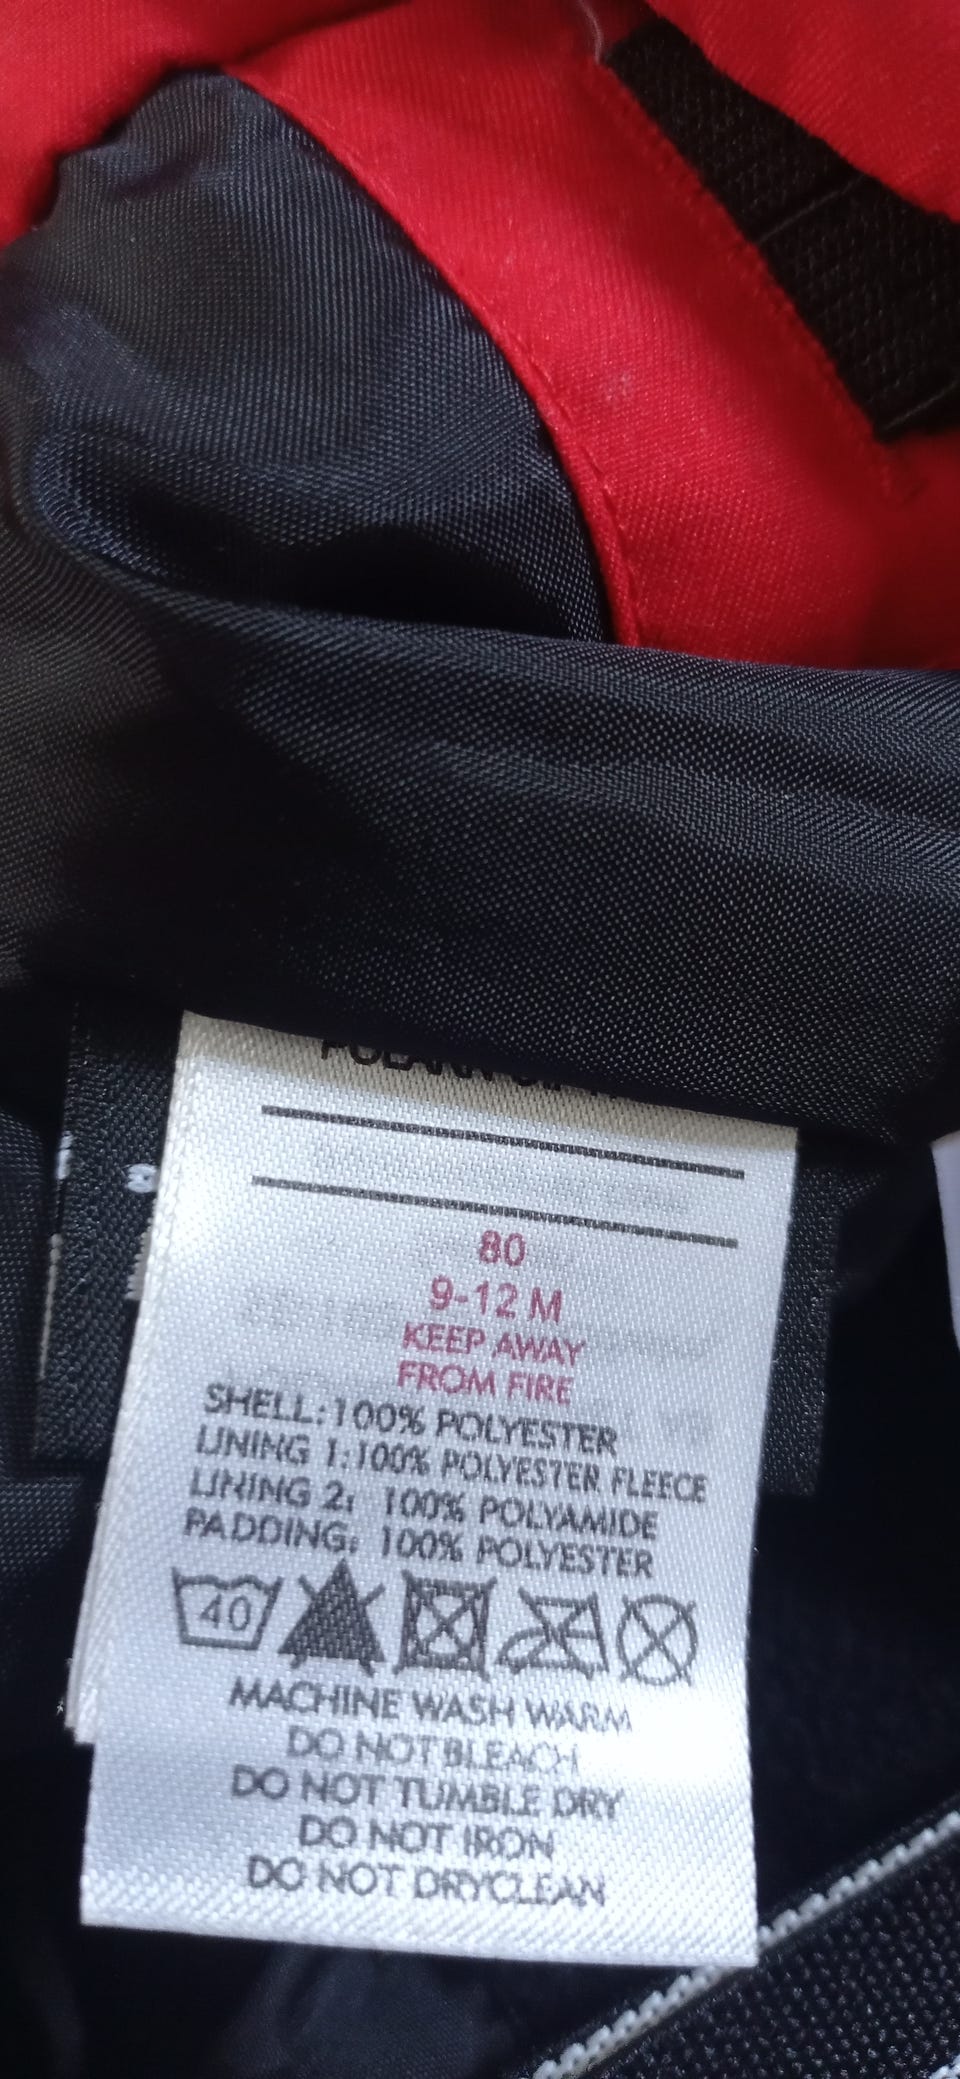 80
9-12 M
KEEP AWAY
FROM FIRE
SHELL:100% POLYESTER
LINING 1:100% POLYESTER FLEECE
LINING 2: 100% POLYAMIDE
PADDING: 100% POLYESTER
40
MACHINE WASH WARM
DO NOT BLEACH
DO NOT TUMBLE DRY
DO NOT IRON
DO NOT DRYCLEAN